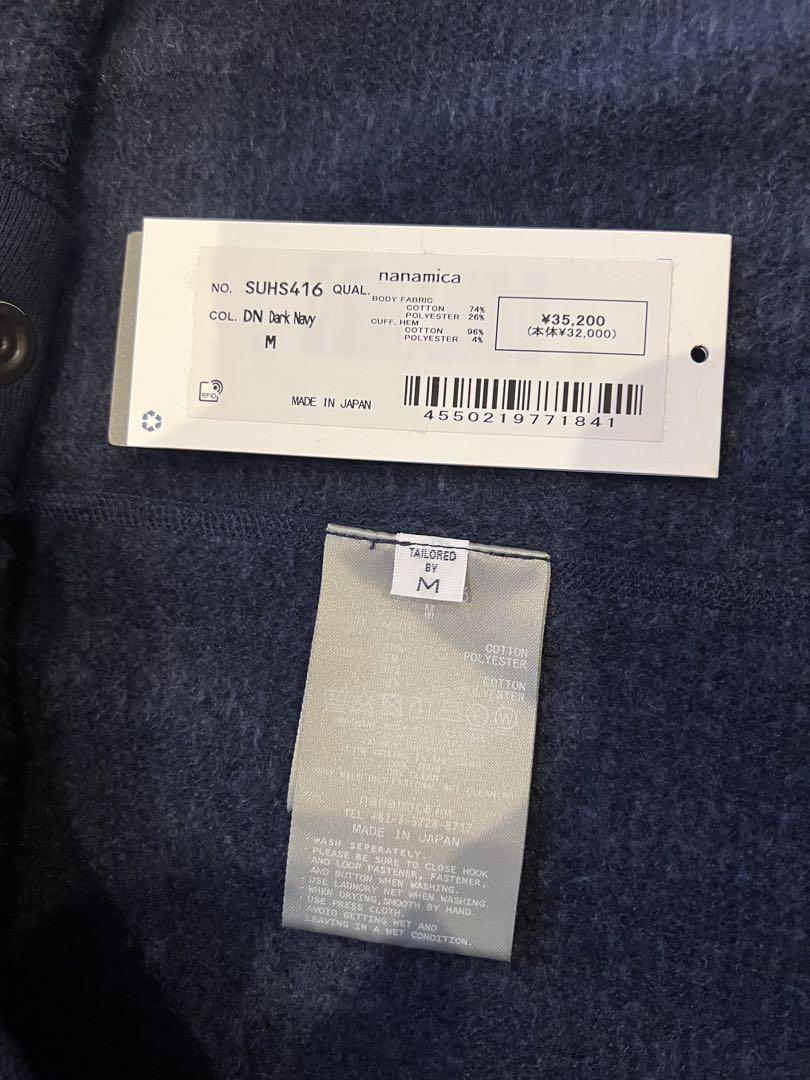 nanamica
NO. SUHS416 QUAL.
BODY FABRIC
COTTON 74%
POLYESTER 26%
CUFF, HEM
COTTON 96%
POLYESTER 4%
COL. DN Dark Navy
M
¥35,200
(本体¥32,000)
RFID
MADE IN JAPAN
4550219771841
TAILORED
BY
M
M
COTTON
POLYESTER
COTTON
POLYESTER
W
nanamica
TEL
MADE IN JAPAN
・WASH SEPERATELY.
・PLEASE BE SURE TO CLOSE HOOK
AND LOOP FASTENER, FASTENER,
AND BUTTON WHEN WASHING.
・USE LAUNDRY NET WHEN WASHING.
・WHEN DRYING,SMOOTH BY HAND.
・USE PRESS CLOTH.
・AVOID GETTING WET AND
LEAVING IN A WET CONDITION.